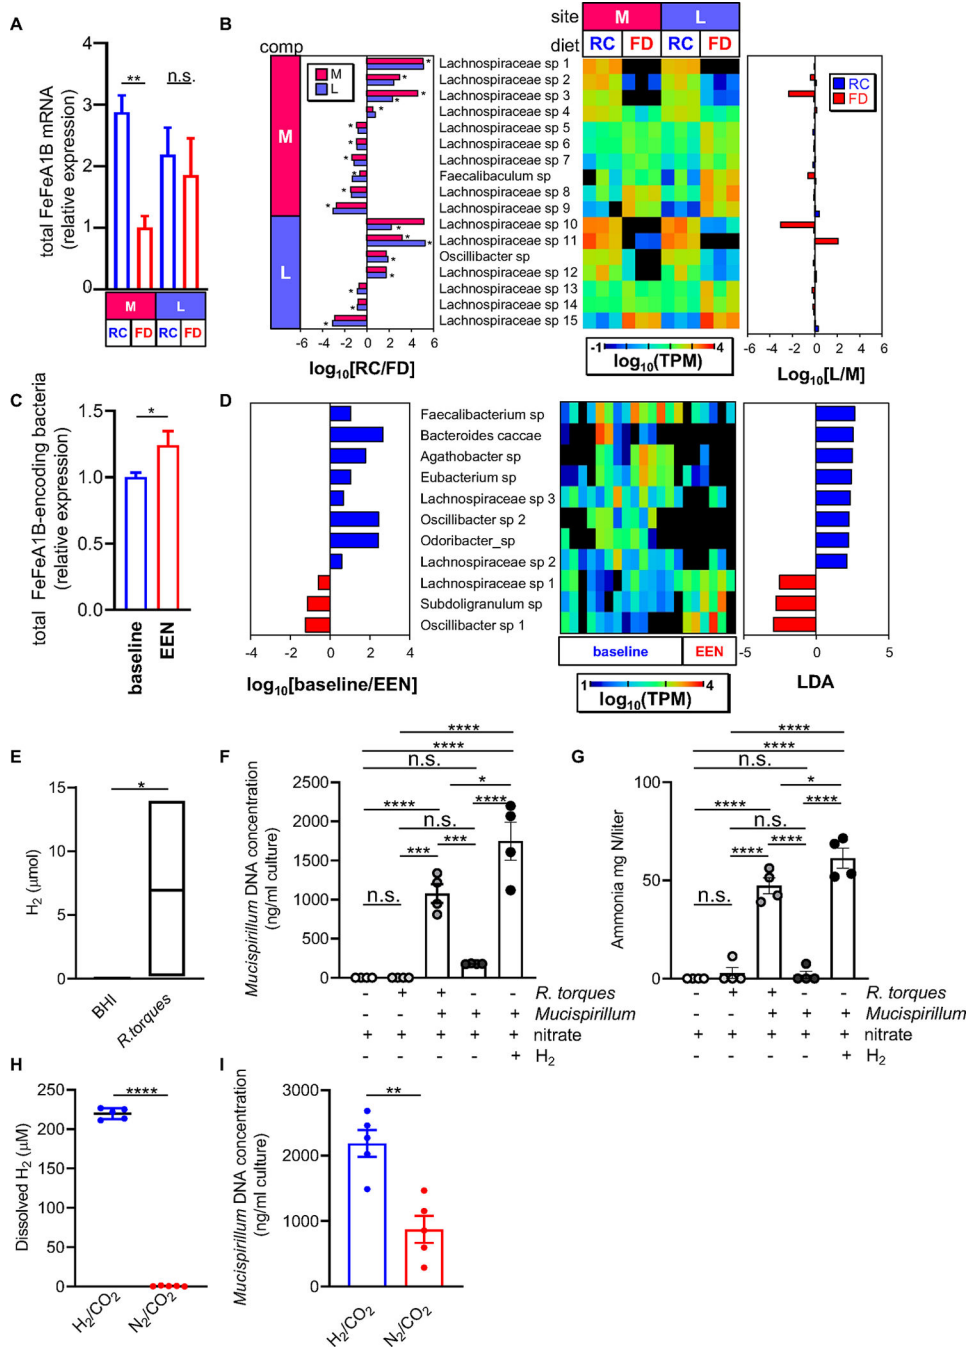 A
total FeFeA1B mRNA
(relative expression)
4
3
2
1
0
**
n.s.
M
L
RC
FD
RC
FD
B
comp
M
L
M
L
site
M
L
diet
RC
FD
RC
FD
Lachnospiraceae sp 1
Lachnospiraceae sp 2
Lachnospiraceae sp 3
Lachnospiraceae sp 4
Lachnospiraceae sp 5
Lachnospiraceae sp 6
Lachnospiraceae sp 7
Faecalibaculum sp
Lachnospiraceae sp 8
Lachnospiraceae sp 9
Lachnospiraceae sp 10
Lachnospiraceae sp 11
Oscillibacter sp
Lachnospiraceae sp 12
Lachnospiraceae sp 13
Lachnospiraceae sp 14
Lachnospiraceae sp 15
-6 -4 -2 0 2 4 6
log10[RC/FD]
-1 4
log10(TPM)
RC
FD
-6 -4 -2 0 2 4 6
Log10[L/M]
C
total FeFeA1B-encoding bacteria
(relative expression)
1.5
1.0
0.5
0.0
*
baseline
EEN
D
Faecalibacterium sp
Bacteroides caccae
Agathobacter sp
Eubacterium sp
Lachnospiraceae sp 3
Oscillibacter sp 2
Odoribacter_sp
Lachnospiraceae sp 2
Lachnospiraceae sp 1
Subdoligranulum sp
Oscillibacter sp 1
-4 -2 0 2 4
log10[baseline/EEN]
baseline EEN
1 4
log10(TPM)
-5 0 5
LDA
E
H2 (μmol)
15
10
5
0
*
BHI
R.torques
F
Mucispirillum DNA concentration
(ng/ml culture)
2500
2000
1500
1000
500
0
****
****
n.s.
*
****
****
n.s.
***
***
n.s.
- + + - - R. torques
- - + + + Mucispirillum
+ + + + + nitrate
- - - - + H2
G
Ammonia mg N/liter
100
50
0
****
****
n.s.
*
****
****
n.s.
****
****
n.s.
- + + - - R. torques
- - + + + Mucispirillum
+ + + + + nitrate
- - - - + H2
H
Dissolved H2 (μM)
250
200
150
100
50
0
****
H2/CO2
N2/CO2
I
Mucispirillum DNA concentration
(ng/ml culture)
3000
2000
1000
0
**
H2/CO2
N2/CO2